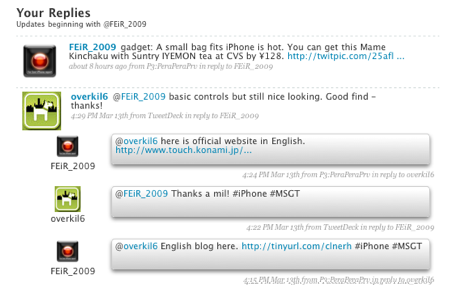 Your Replies
Updates beginning with @FEiR_2009
FEiR_2009 gadget: A small bag fits iPhone is hot. You can get this Mame
Kinchaku with Suntry IYEMON tea at CVS by ¥128. http://twitpic.com/25afl ...
about 8 hours ago from P3:PeraPeraPrv in reply to FEiR_2009
overkil6 @FEiR_2009 basic controls but still nice looking. Good find –
thanks!
4:29 PM Mar 13th from TweetDeck in reply to FEiR_2009
@overkil6 here is official website in English.
http://www.touch.konami.jp/...
FEiR_2009
4:24 PM Mar 13th from P3:PeraPeraPrv in reply to overkil6
@FEiR_2009 Thanks a mil! #iPhone #MSGT
overkil6
4:22 PM Mar 13th from TweetDeck in reply to FEiR_2009
@overkil6 English blog here. http://tinyurl.com/clnerh #iPhone #MSGT
FEiR_2009
4:15 PM Mar 13th from P3:PeraPeraPrv in reply to overkil6